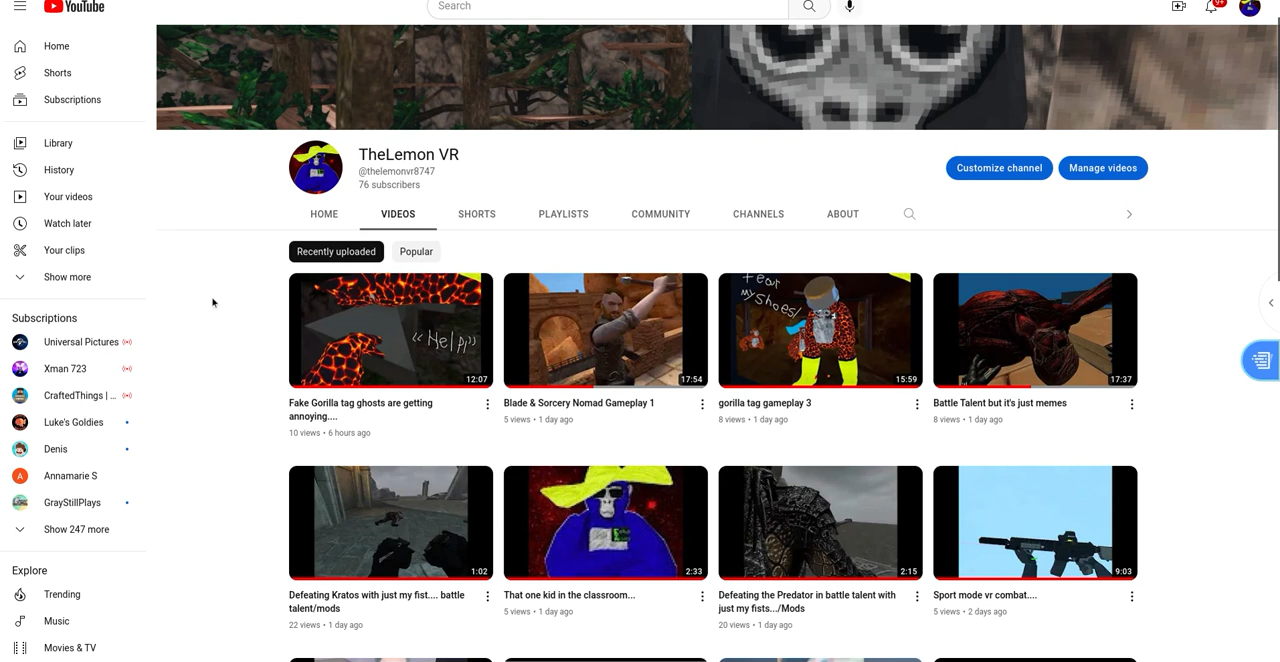 YouTube
Search
9+
Home
Shorts
Subscriptions
Library
History
Your videos
Watch later
Your clips
Show more
Subscriptions
Universal Pictures
Xman 723
CraftedThings | ...
Luke's Goldies
Denis
A
Annamarie S
GrayStillPlays
Show 247 more
Explore
Trending
Music
Movies & TV
TheLemon VR
@thelemonvr8747
76 subscribers
Customize channel
Manage videos
HOME VIDEOS SHORTS PLAYLISTS COMMUNITY CHANNELS ABOUT
Recently uploaded Popular
"Help"
12:07
Fake Gorilla tag ghosts are getting
annoying....
10 views • 6 hours ago
17:54
Blade & Sorcery Nomad Gameplay 1
5 views • 1 day ago
fear
my shoes!
15:59
gorilla tag gameplay 3
8 views • 1 day ago
17:37
Battle Talent but it's just memes
8 views • 1 day ago
1:02
Defeating Kratos with just my fist.... battle
talent/mods
22 views • 1 day ago
2:33
That one kid in the classroom...
5 views • 1 day ago
2:15
Defeating the Predator in battle talent with
just my fists.../Mods
20 views • 1 day ago
9:03
Sport mode vr combat....
5 views • 2 days ago